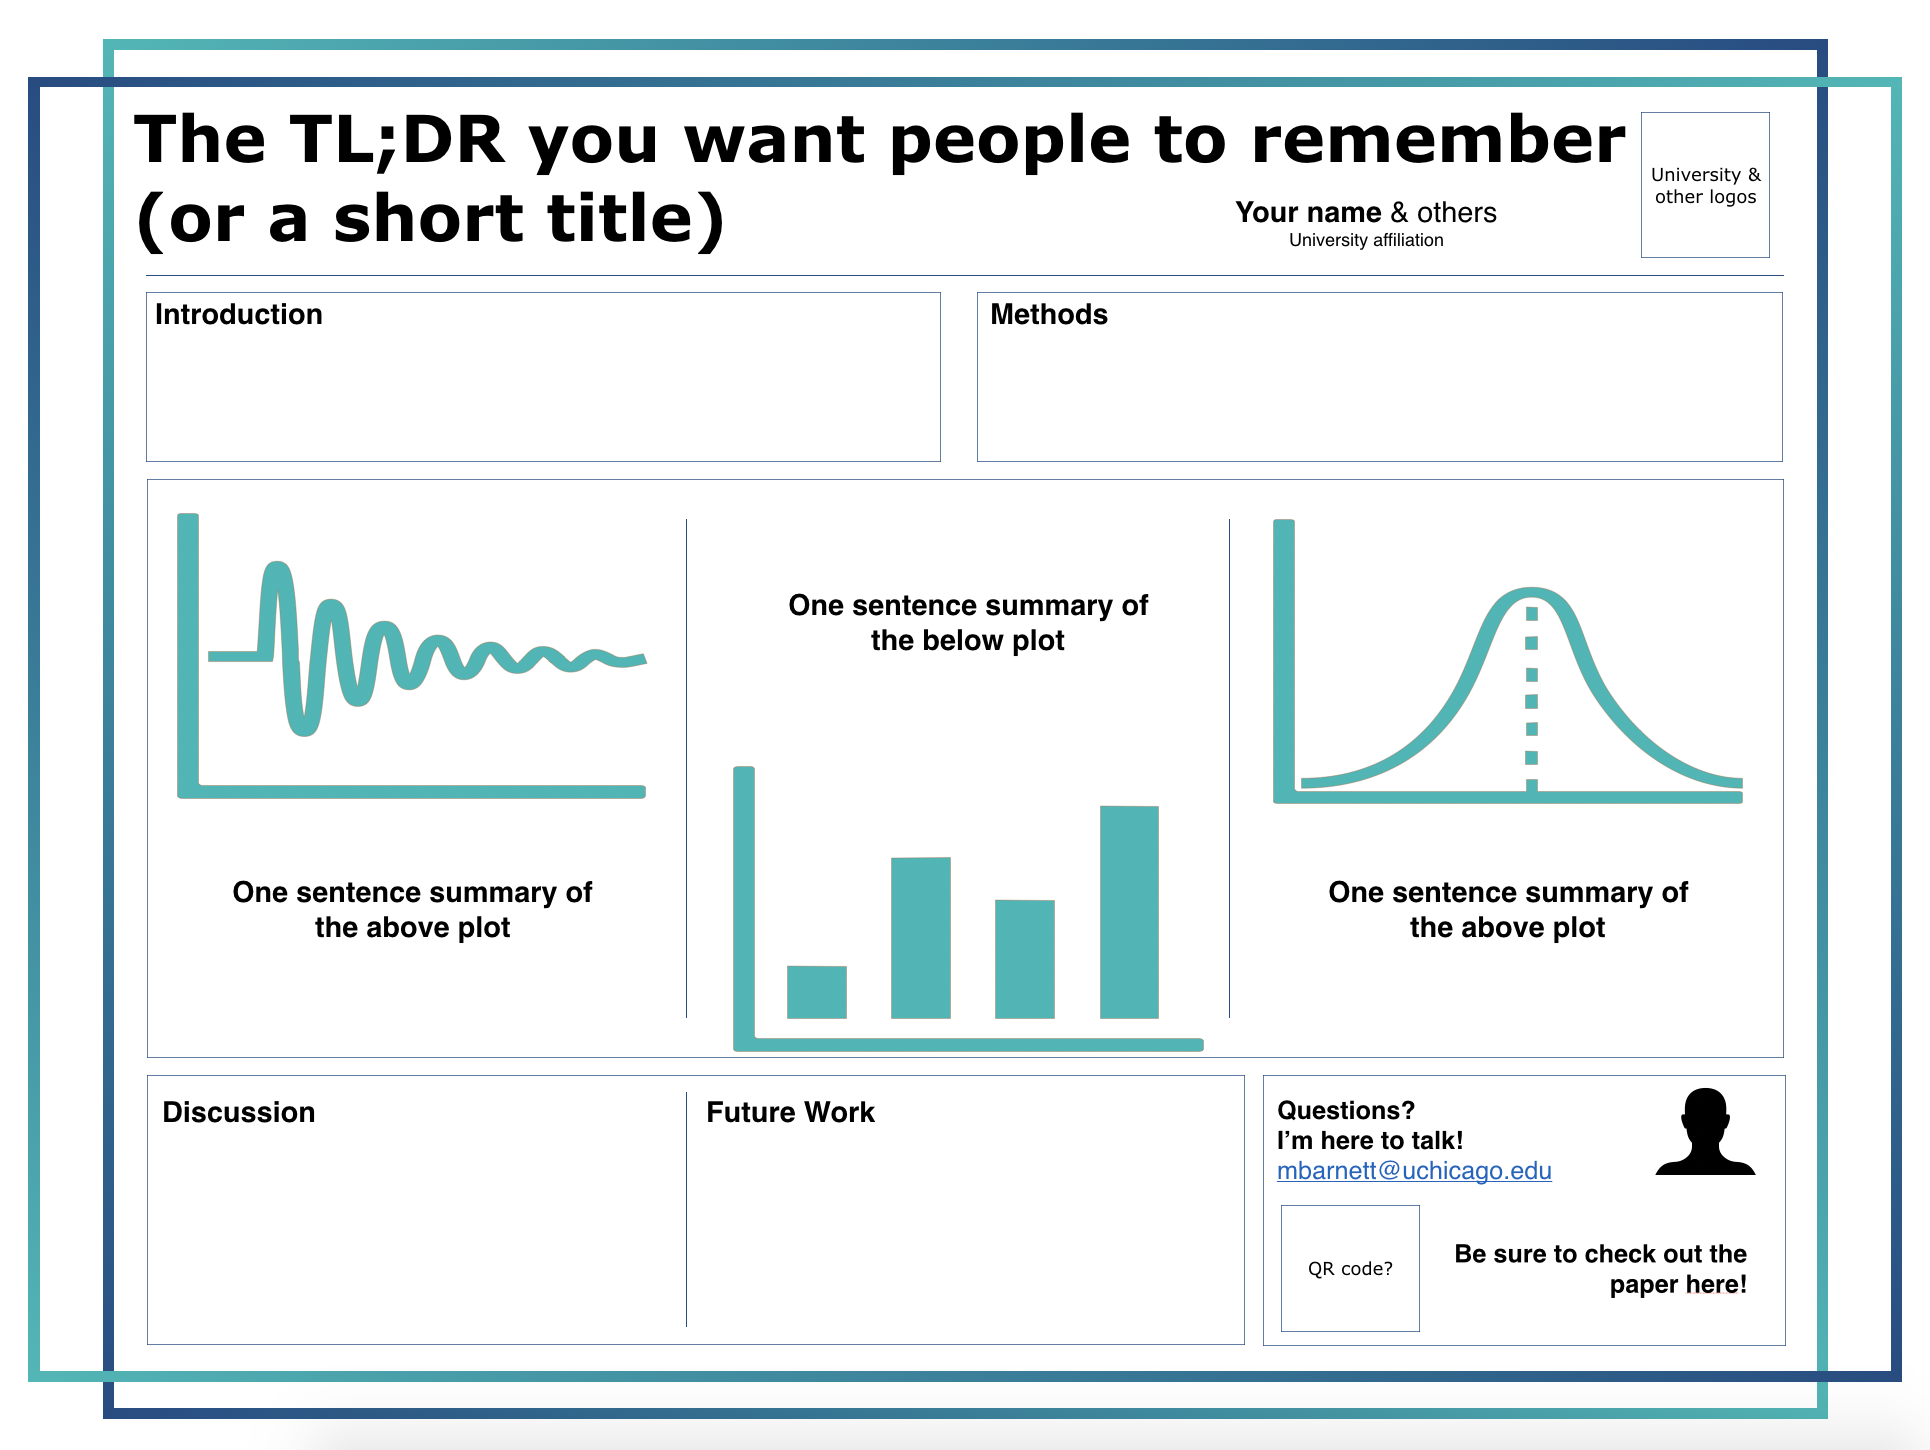 The TL;DR you want people to remember
(or a short title)
Your name & others
University affiliation
University &
other logos
Introduction
Methods
One sentence summary of
the above plot
One sentence summary of
the below plot
One sentence summary of
the above plot
Discussion
Future Work
Questions?
I’m here to talk!
mbarnett@uchicago.edu
QR code?
Be sure to check out the
paper here!